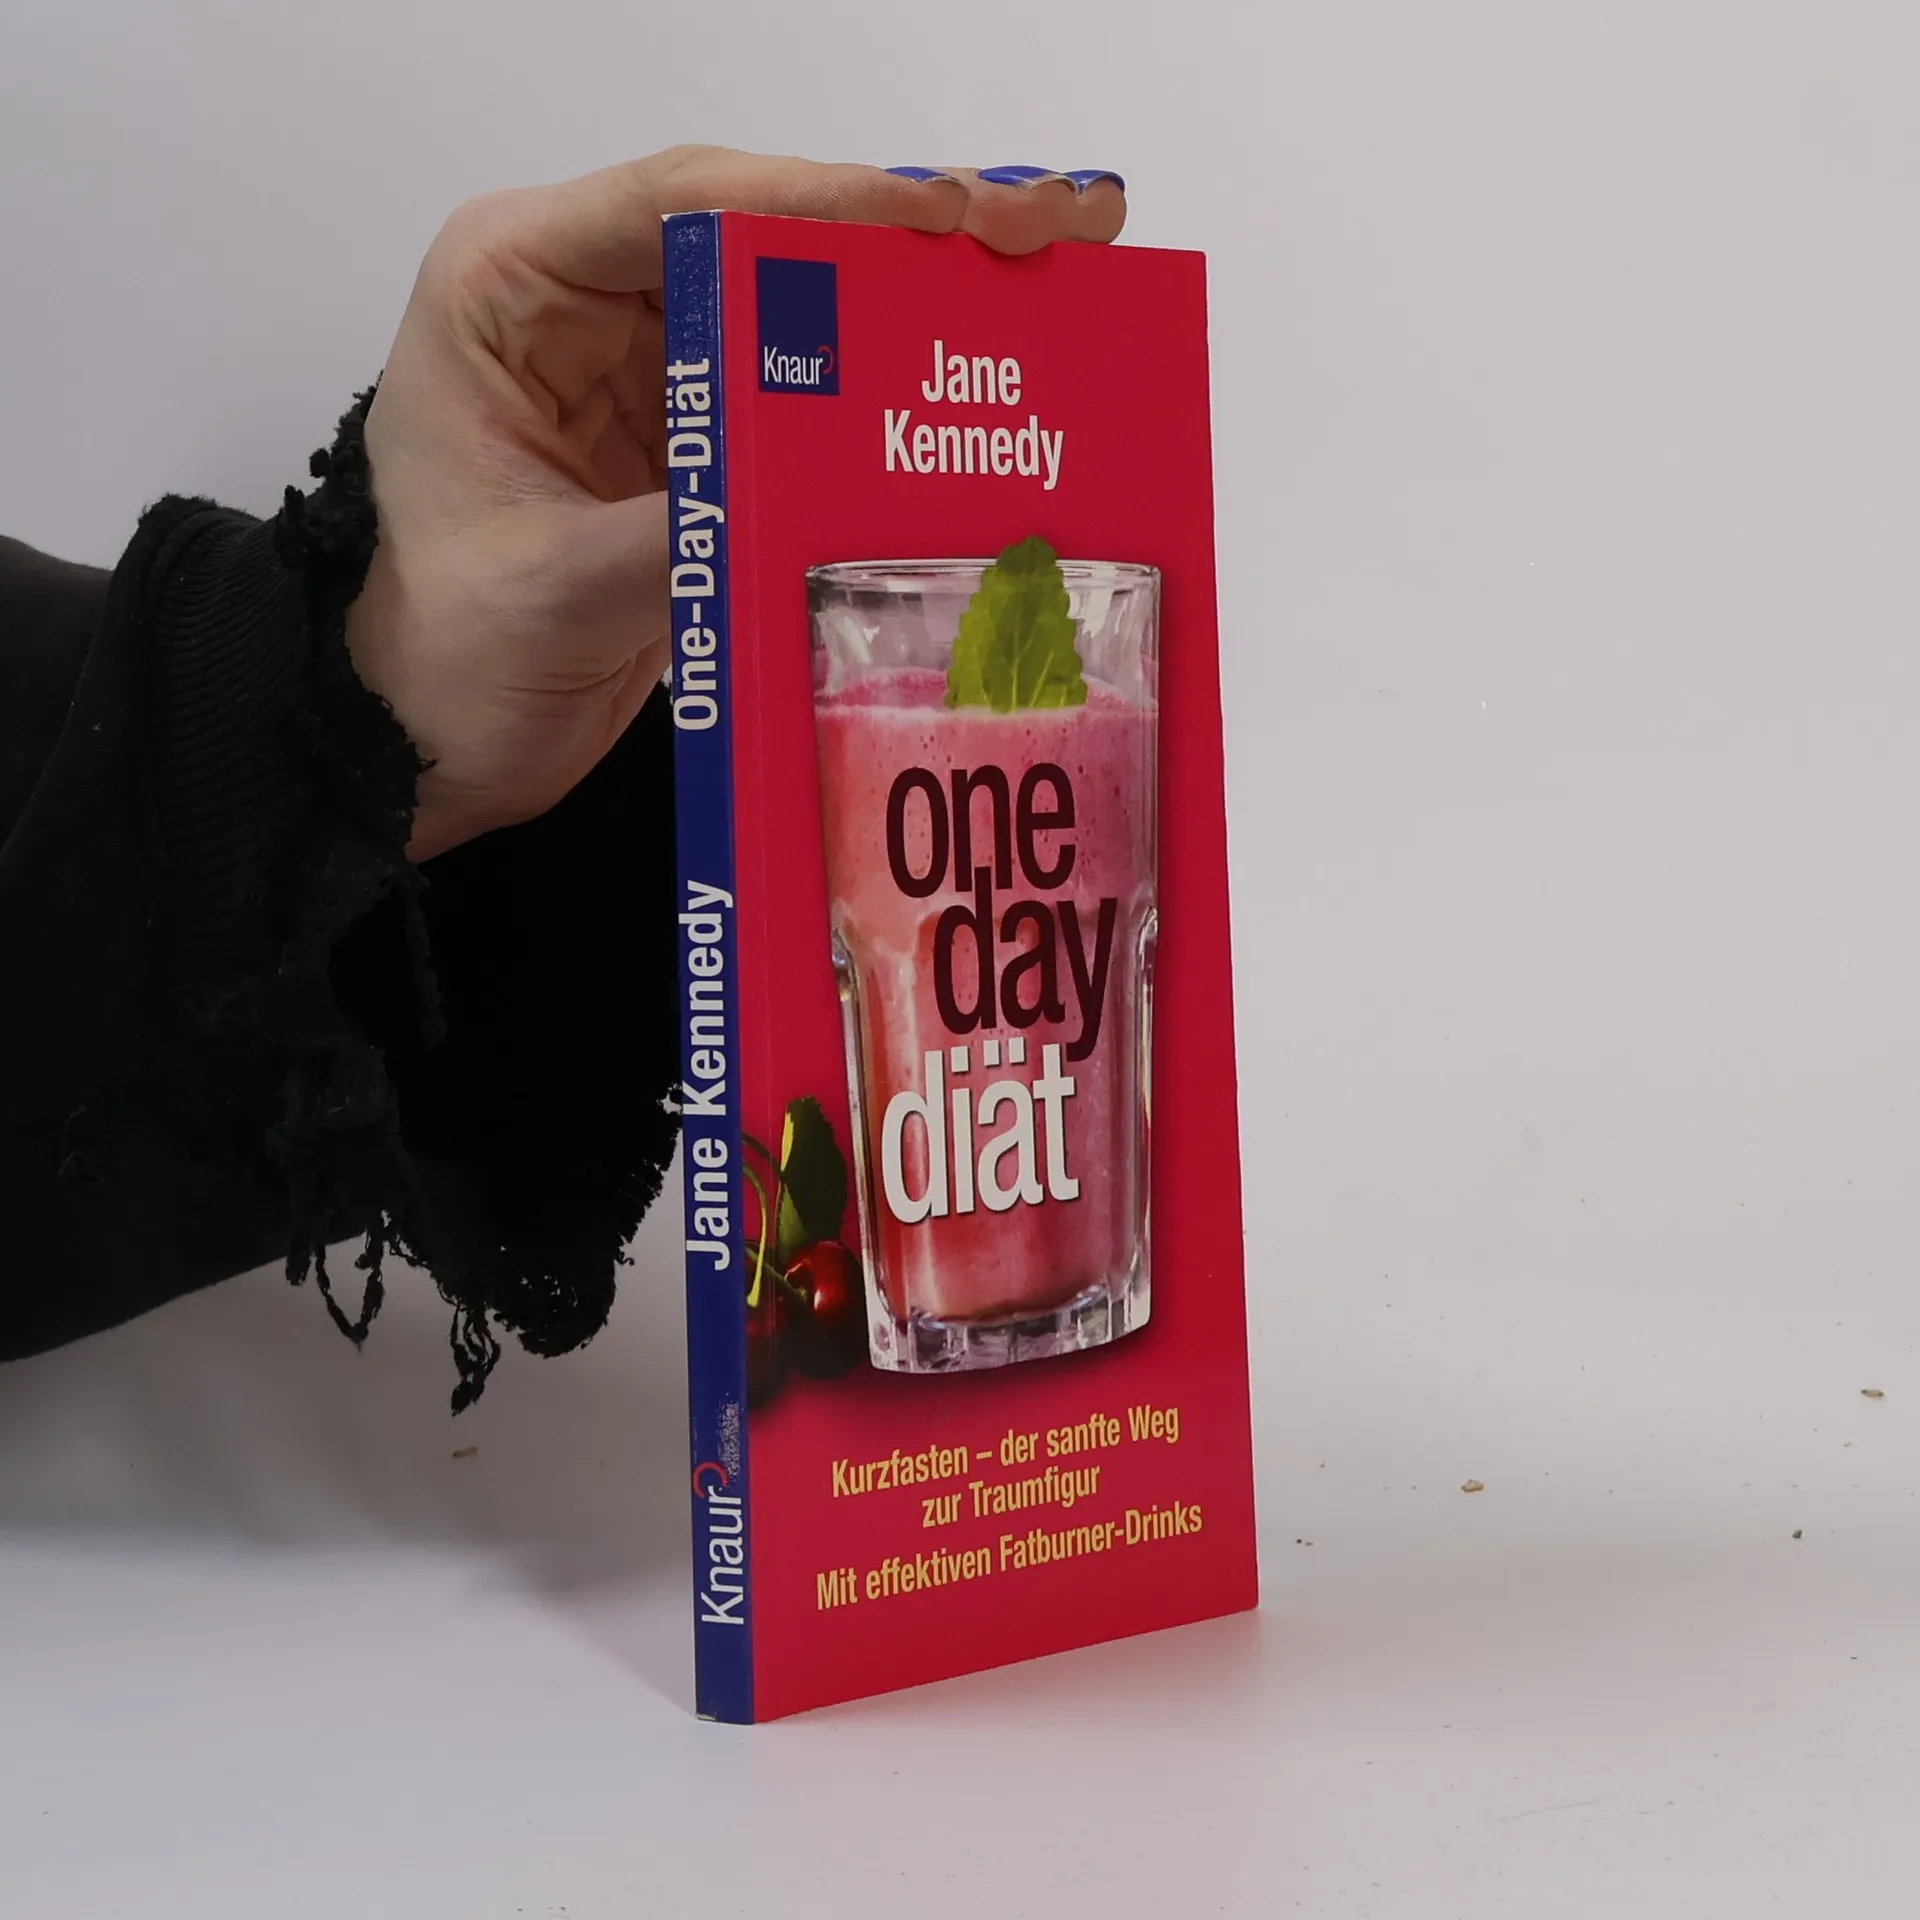 Knaur
Jane
Kennedy
one
day
diät
Kurzfasten – der sanfte Weg
zur Traumfigur
Mit effektiven Fatburner-Drinks
Knaur Jane Kennedy One-Day-Diät